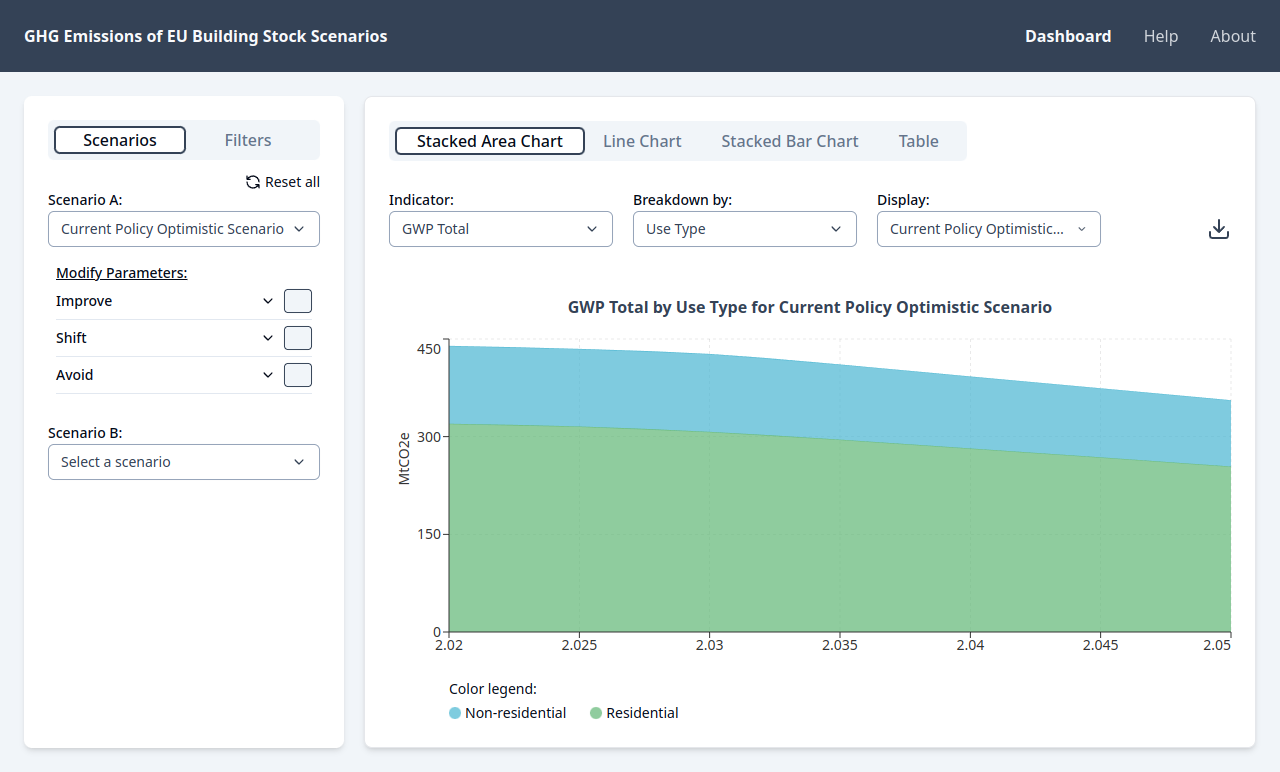 GHG Emissions of EU Building Stock Scenarios
Dashboard Help About
Scenarios Filters
Reset all
Scenario A:
Current Policy Optimistic Scenario
Modify Parameters:
Improve
Shift
Avoid
Scenario B:
Select a scenario
Stacked Area Chart Line Chart Stacked Bar Chart Table
Indicator: Breakdown by: Display:
GWP Total Use Type Current Policy Optimistic...
GWP Total by Use Type for Current Policy Optimistic Scenario
MtCO2e
450
300
150
0
2.02 2.025 2.03 2.035 2.04 2.045 2.05
Color legend:
Non-residential Residential